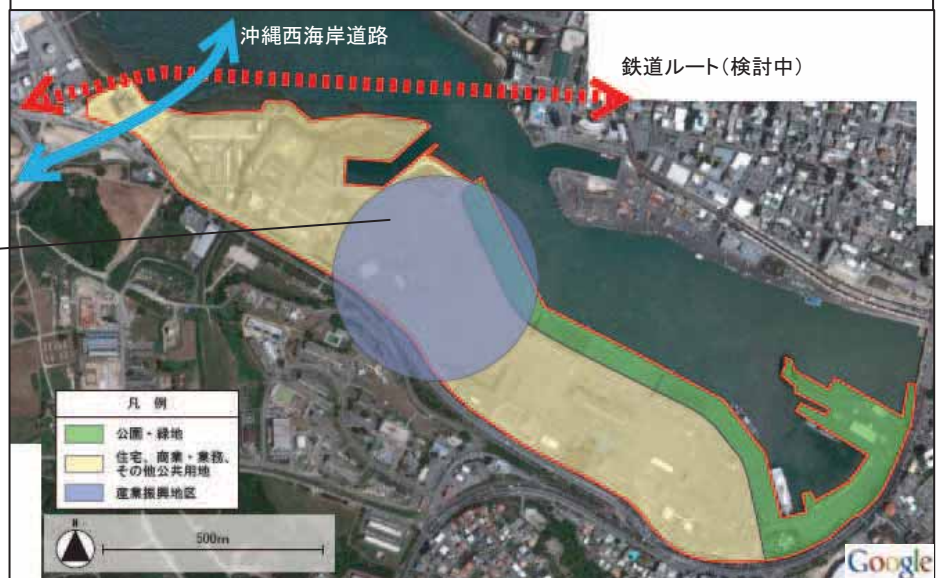 沖縄西海岸道路
鉄道ルート(検討中)
凡 例
公園・緑地
住宅、商業・業務、
その他公共用地
産業振興地区
N
500m
Google